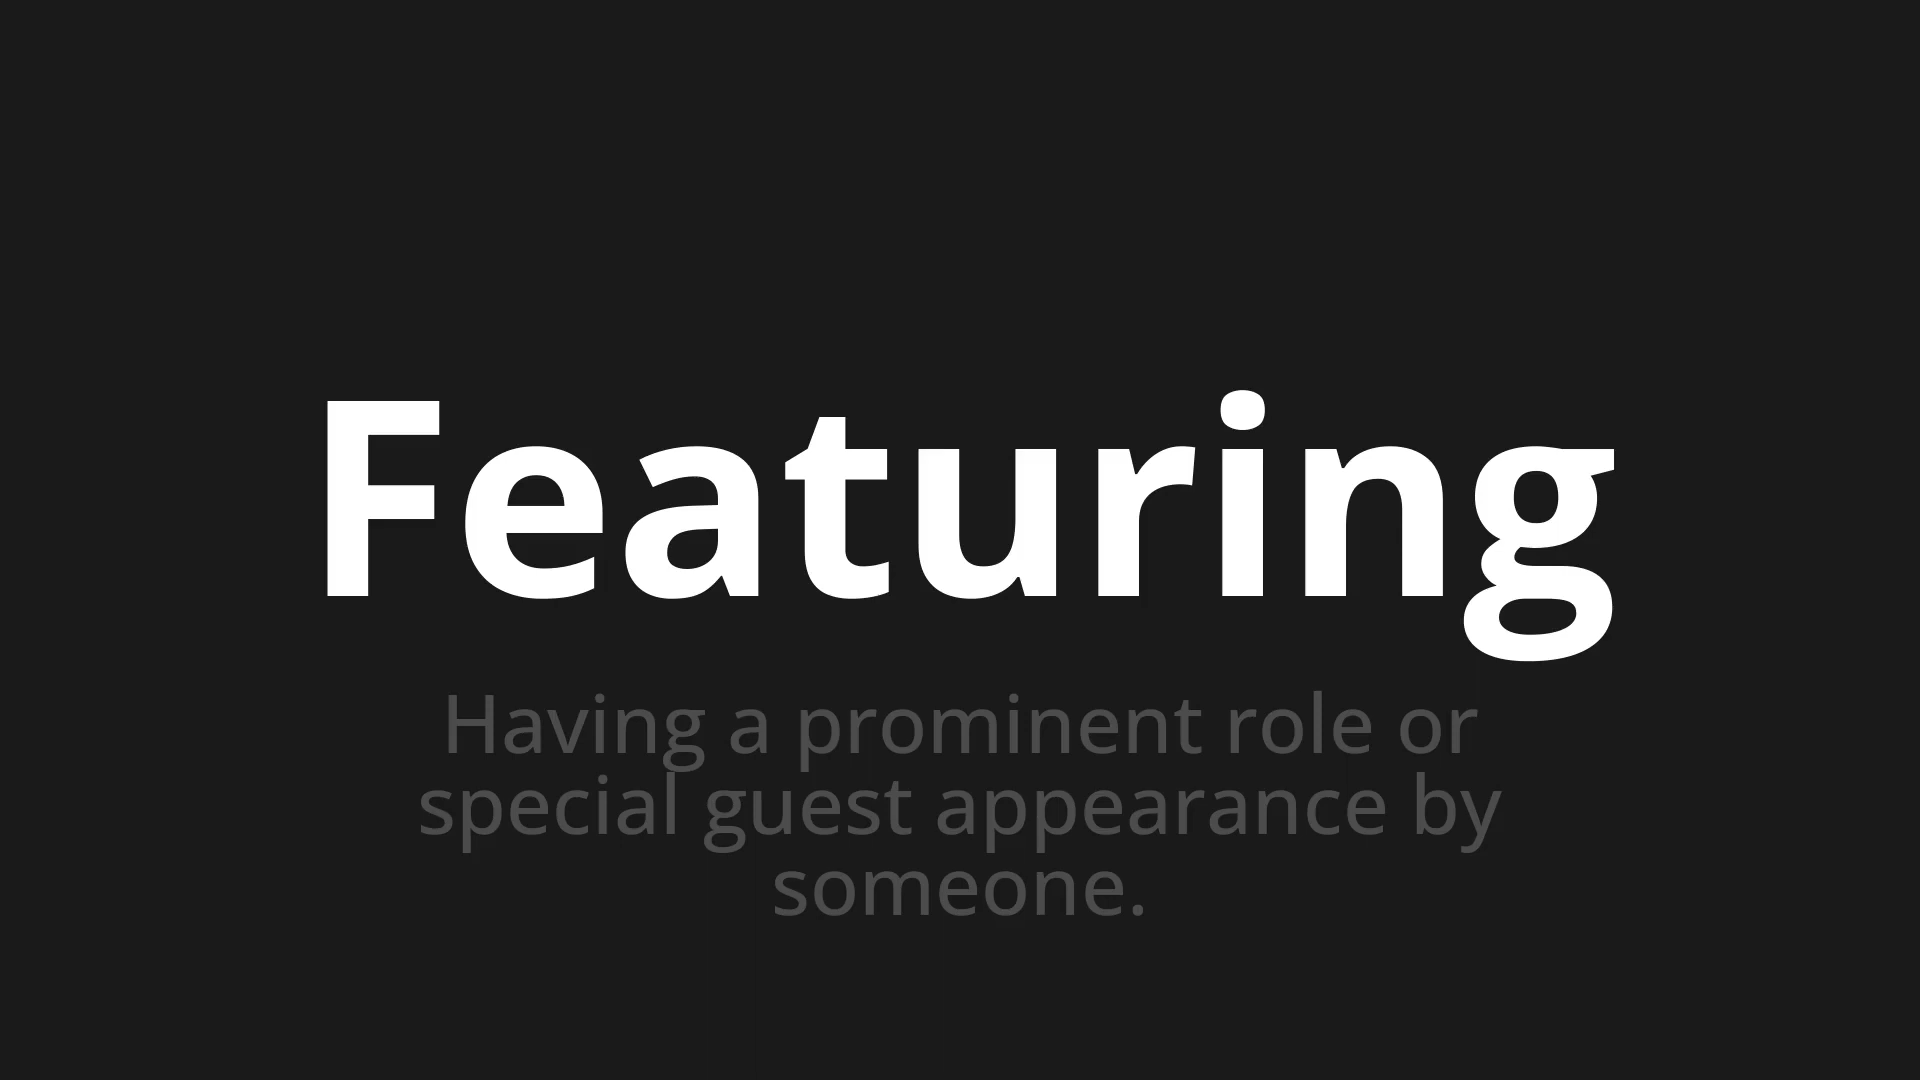 Featuring
Having a prominent role or
special guest appearance by
someone.